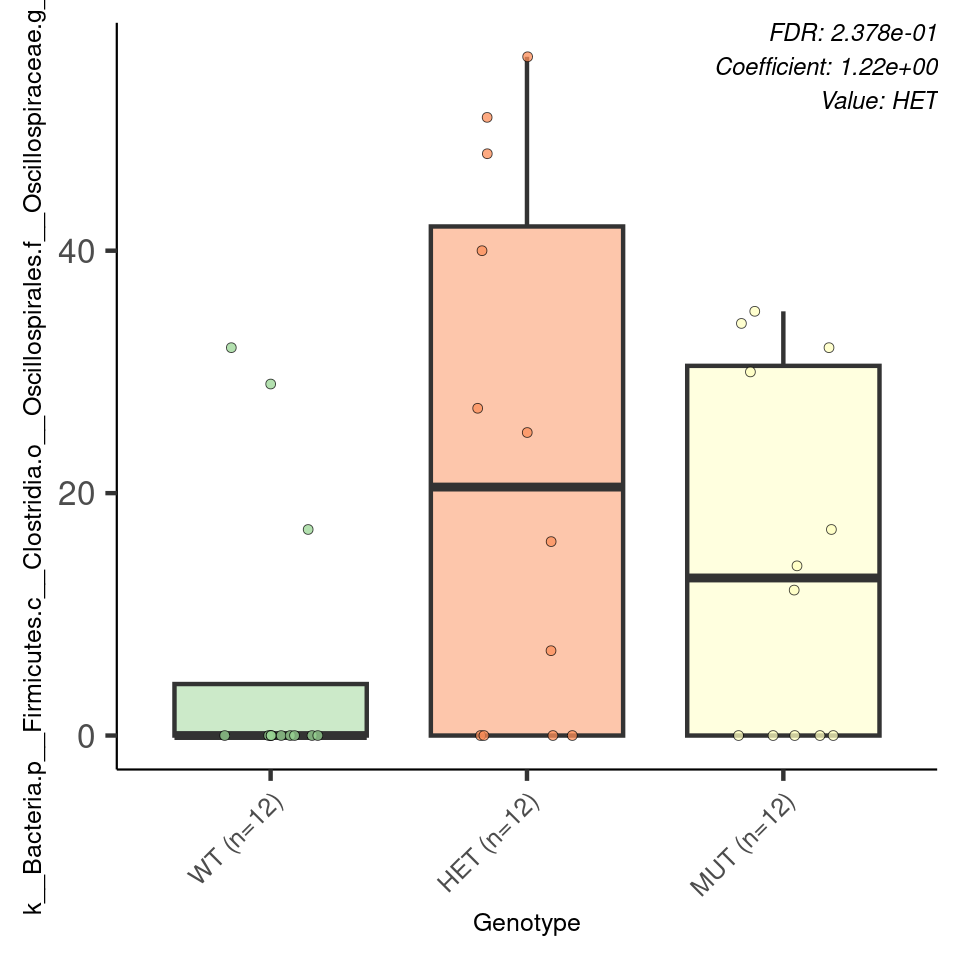 FDR: 2.378e-01
Coefficient: 1.22e+00
Value: HET
k__Bacteria.p__Firmicutes.c__Clostridia.o__Oscillospirales.f__Oscillospiraceae.g_
40
20
0
WT (n=12)
HET (n=12)
MUT (n=12)
Genotype